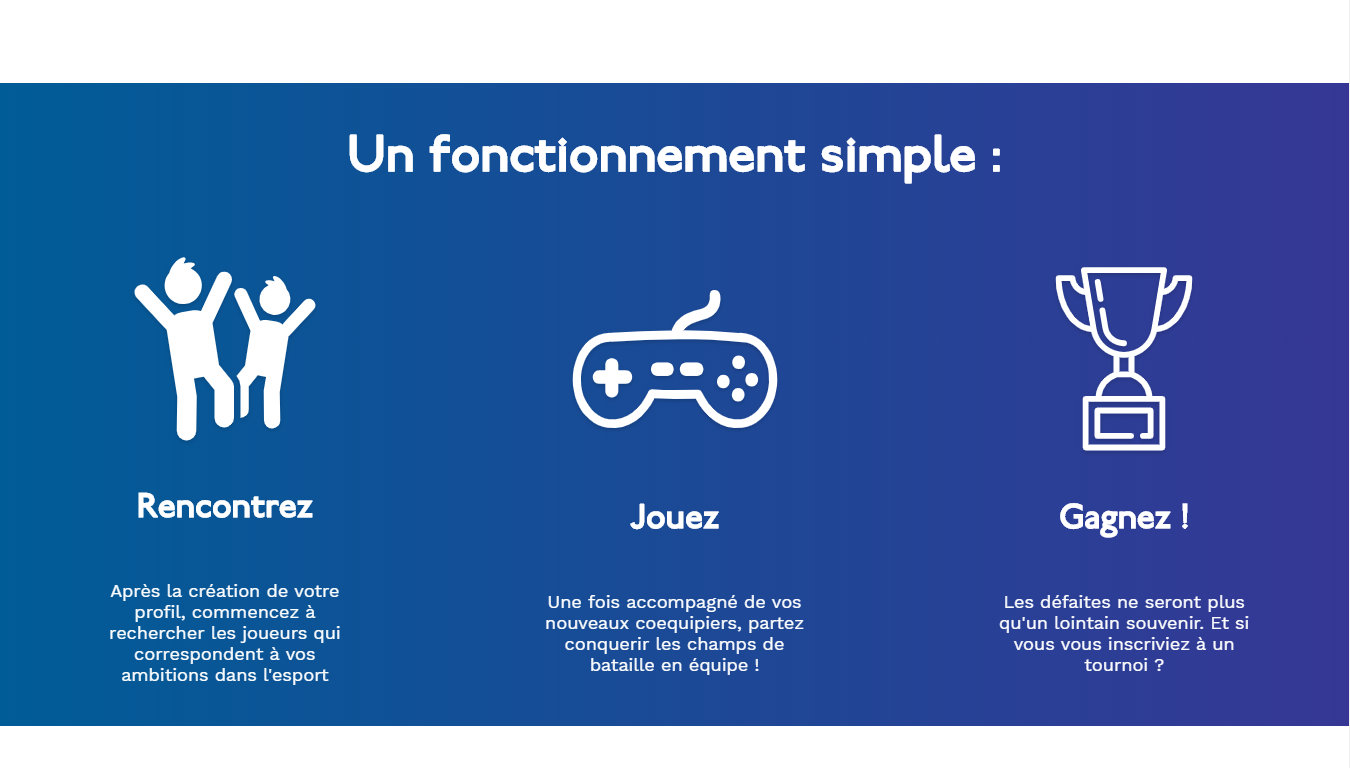 Un fonctionnement simple :
Rencontrez
Après la création de votre
profil, commencez à
rechercher les joueurs qui
correspondent à vos
ambitions dans l'esport
Jouez
Une fois accompagné de vos
nouveaux coequipiers, partez
conquerir les champs de
bataille en équipe !
Gagnez !
Les défaites ne seront plus
qu'un lointain souvenir. Et si
vous vous inscriviez à un
tournoi ?